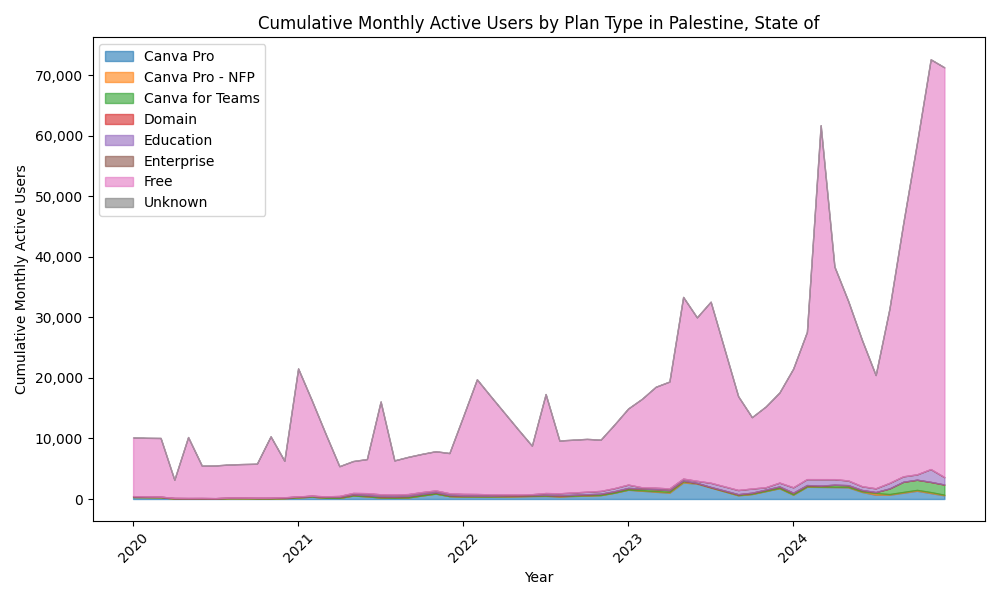 Cumulative Monthly Active Users by Plan Type in Palestine, State of
Cumulative Monthly Active Users
70,000
60,000
50,000
40,000
30,000
20,000
10,000
0
Canva Pro
Canva Pro - NFP
Canva for Teams
Domain
Education
Enterprise
Free
Unknown
2020
2021
2022
2023
2024
Year